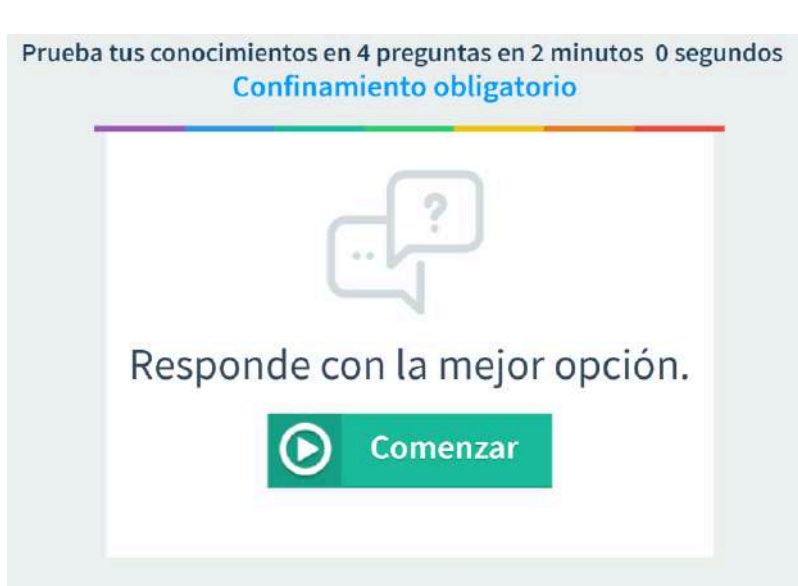 Prueba tus conocimientos en 4 preguntas en 2 minutos 0 segundos
Confinamiento obligatorio
?
Responde con la mejor opción.
Comenzar